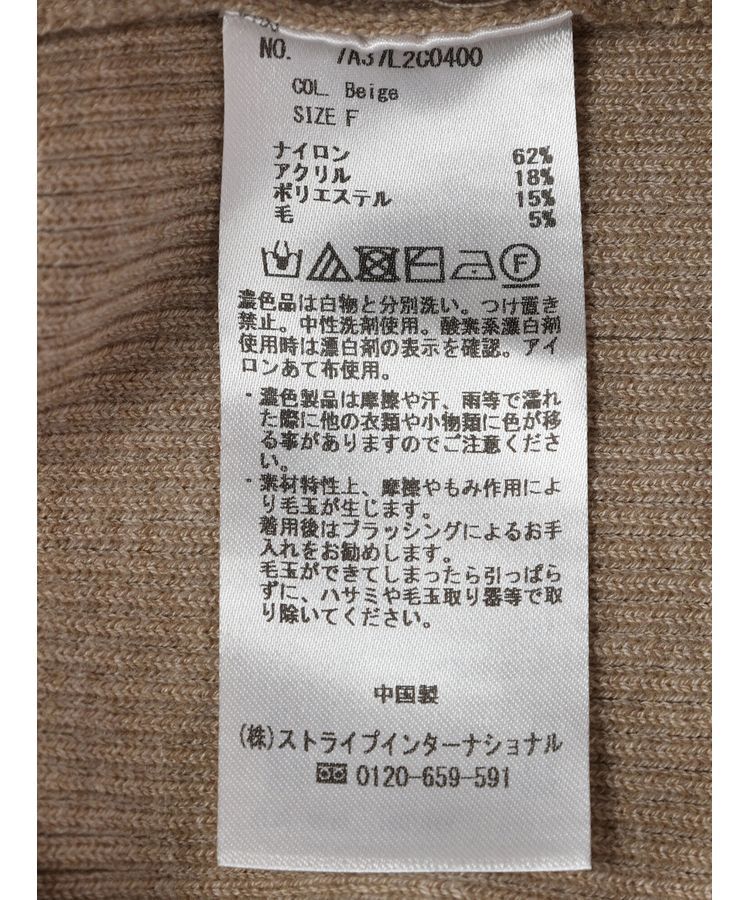 NO. 7A37L2C0400
COL. Beige
SIZE F
ナイロン 62%
アクリル 18%
ポリエステル 15%
毛 5%
F
濃色品は白物と分別洗い。つけ置き
禁止。中性洗剤使用。酸素系漂白剤
使用時は漂白剤の表示を確認。アイ
ロンあて布使用。
・濃色製品は摩擦や汗、雨等で濡れ
た際に他の衣類や小物類に色が移
る事がありますのでご注意くださ
い。
・素材特性上、摩擦やもみ作用によ
り毛玉が生じます。
着用後はブラッシングによるお手
入れをお勧めします。
毛玉ができてしまったら引っぱら
ずに、ハサミや毛玉取り器等で取
り除いてください。
中国製
(株)ストライプインターナショナル
0120-659-591